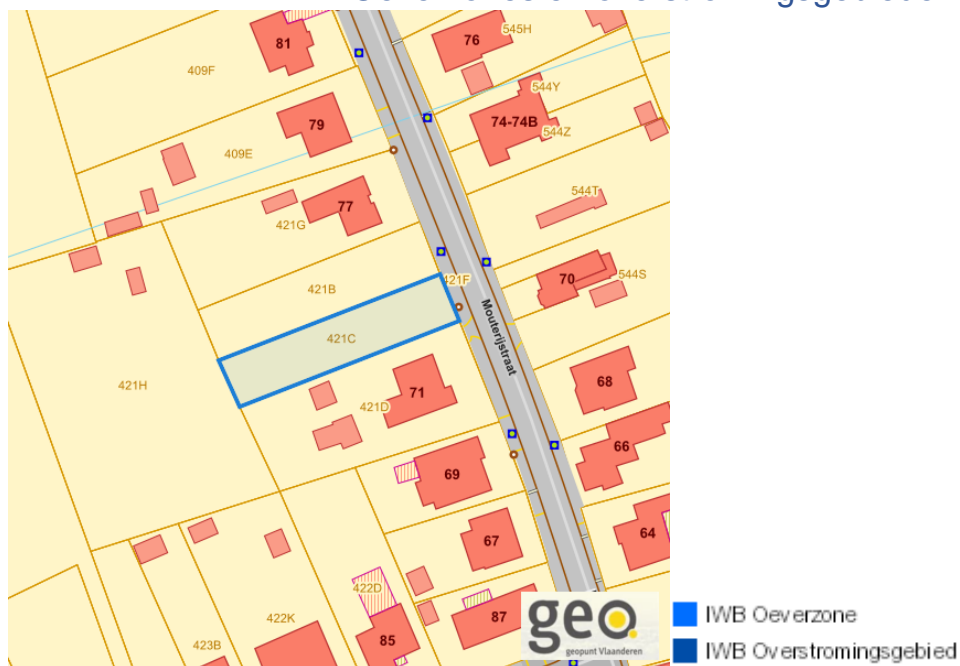 81
76
545H
409F
544Y
79
74-74B
544Z
409E
544T
77
421G
421B
421F
70
544S
Mouterijstraat
421C
421H
68
71
421D
66
69
64
67
422D
422K
87
85
423B
geo.
geopunt Vlaanderen
IWB Oeverzone
IWB Overstromingsgebied